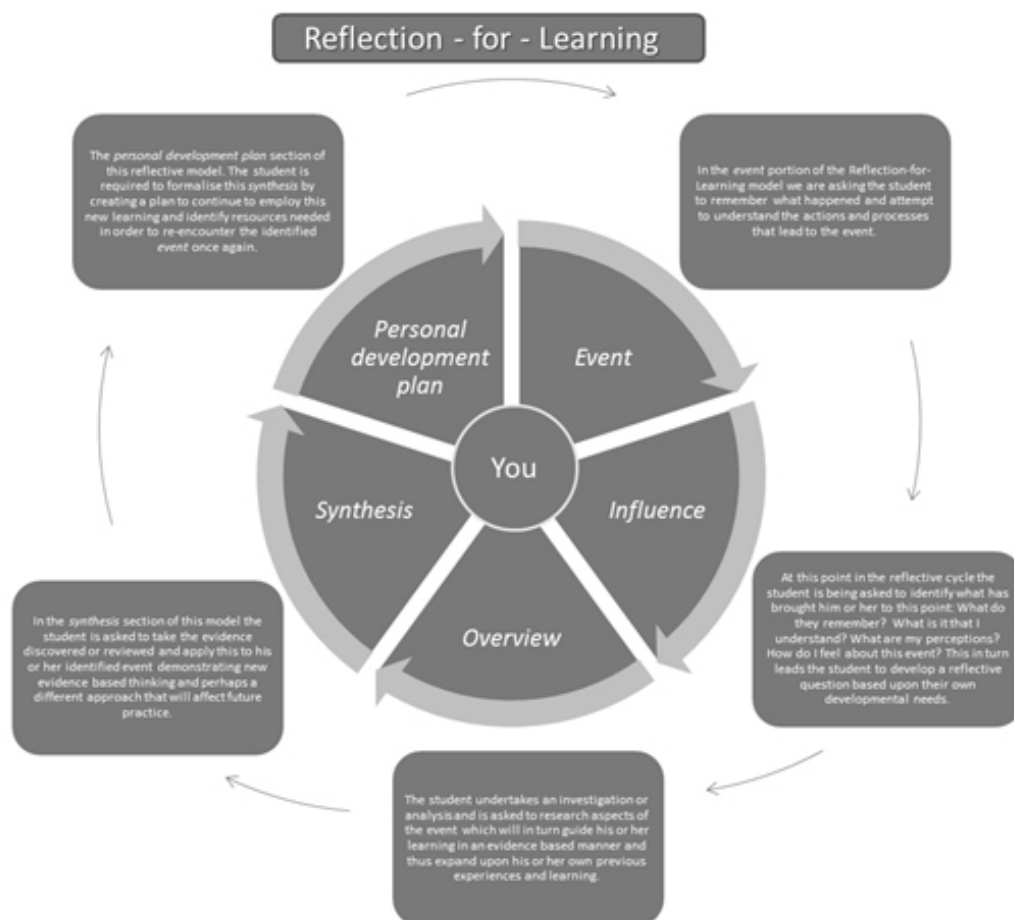 Reflection - for - Learning
The personal development plan section of
this reflective model. The student is
required to formalise this synthesis by
creating a plan to continue to employ this
new learning and identify resources needed
in order to re-encounter the identified
event once again.
In the event portion of the Reflection-for-
Learning model we are asking the student
to remember what happened and attempt
to understand the actions and processes
that lead to the event.
Personal
development
plan
Event
You
Synthesis
Influence
Overview
At this point in the reflective cycle the
student is being asked to identify what has
brought him or her to this point: What do
they remember? What is it that I
understand? What are my perceptions?
How do I feel about this event? This in turn
leads the student to develop a reflective
question based upon their own
developmental needs.
In the synthesis section of this model the
student is asked to take the evidence
discovered or reviewed and apply this to
his or her identified event demonstrating new
evidence based thinking and perhaps a
different approach that will affect future
practice.
The student undertakes an investigation or
analysis and is asked to research aspects of
the event which will in turn guide his or her
learning in an evidence based manner and
thus expand upon his or her own previous
experiences and learning.